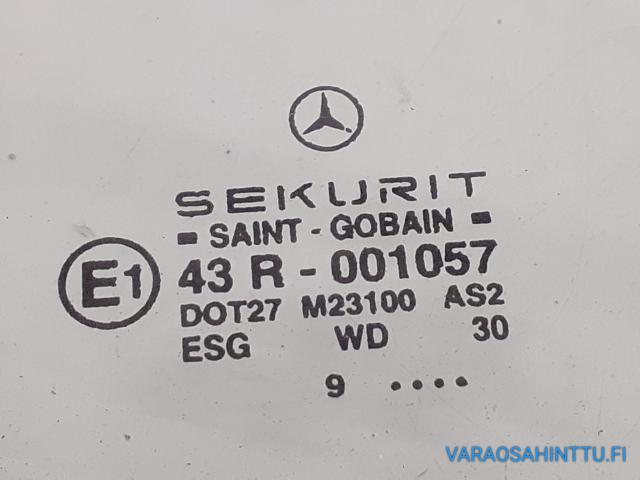 SEKURIT
SAINT - GOBAIN
E1 43 R - 001057
DOT27 M23100 AS2
ESG WD 30
9 ....
VARAOSAHINTTU.FI